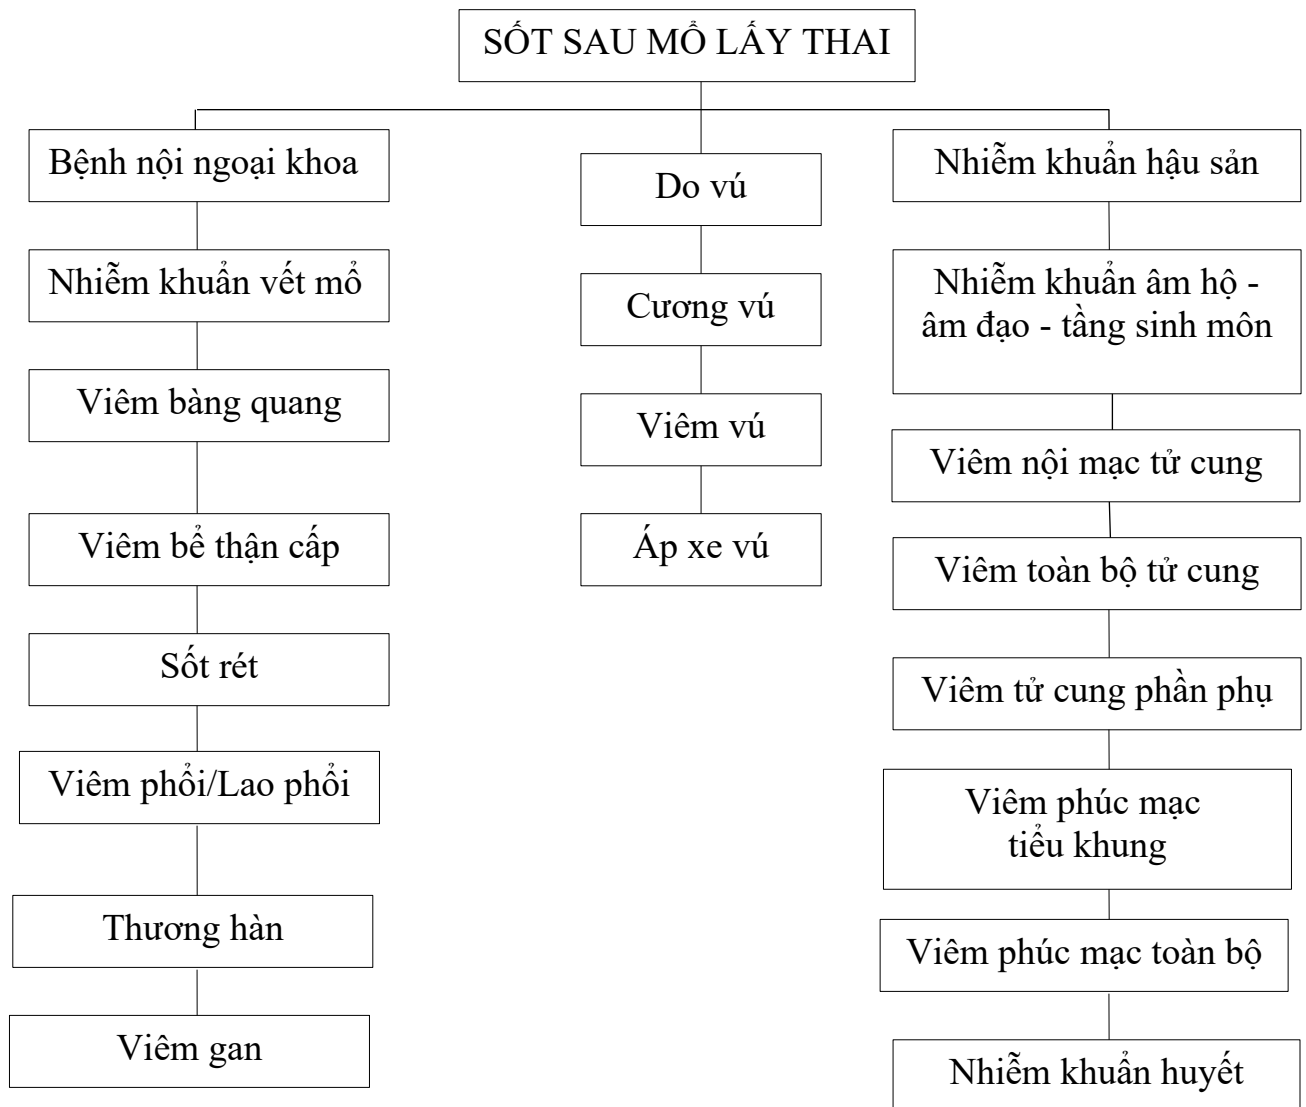 SỐT SAU MỔ LẤY THAI
Bệnh nội ngoại khoa
Nhiễm khuẩn vết mổ
Viêm bàng quang
Viêm bể thận cấp
Sốt rét
Viêm phổi/Lao phổi
Thương hàn
Viêm gan
Do vú
Cương vú
Viêm vú
Áp xe vú
Nhiễm khuẩn hậu sản
Nhiễm khuẩn âm hộ -
âm đạo - tầng sinh môn
Viêm nội mạc tử cung
Viêm toàn bộ tử cung
Viêm tử cung phần phụ
Viêm phúc mạc
tiểu khung
Viêm phúc mạc toàn bộ
Nhiễm khuẩn huyết